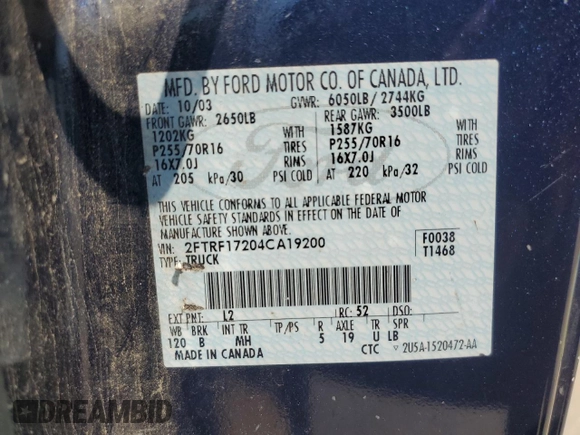 MFD. BY FORD MOTOR CO. OF CANADA, LTD.
DATE: 10/03 GVWR: 6050LB/ 2744KG
FRONT GAWR: 2650LB REAR GAWR: 3500LB
1202KG WITH 1587KG WITH
P255/70R16 TIRES P255/70R16 TIRES
16X7.0J RIMS 16X7.0J RIMS
AT 205 kPa/30 PSI COLD AT 220 kPa/32 PSI COLD
THIS VEHICLE CONFORMS TO ALL APPLICABLE FEDERAL MOTOR
VEHICLE SAFETY STANDARDS IN EFFECT ON THE DATE OF
MANUFACTURE SHOWN ABOVE.
VIN: 2FTRF17204CA19200 F0038
TYPE: TRUCK T1468
EXT PNT: L2 RC: 52 DSO:
WB BRK INT TR TP/PS R AXLE TR SPR
120 B MH 5 19 U LB
MADE IN CANADA CTC 2U5A-1520472-AA
Ford
DREAMBID